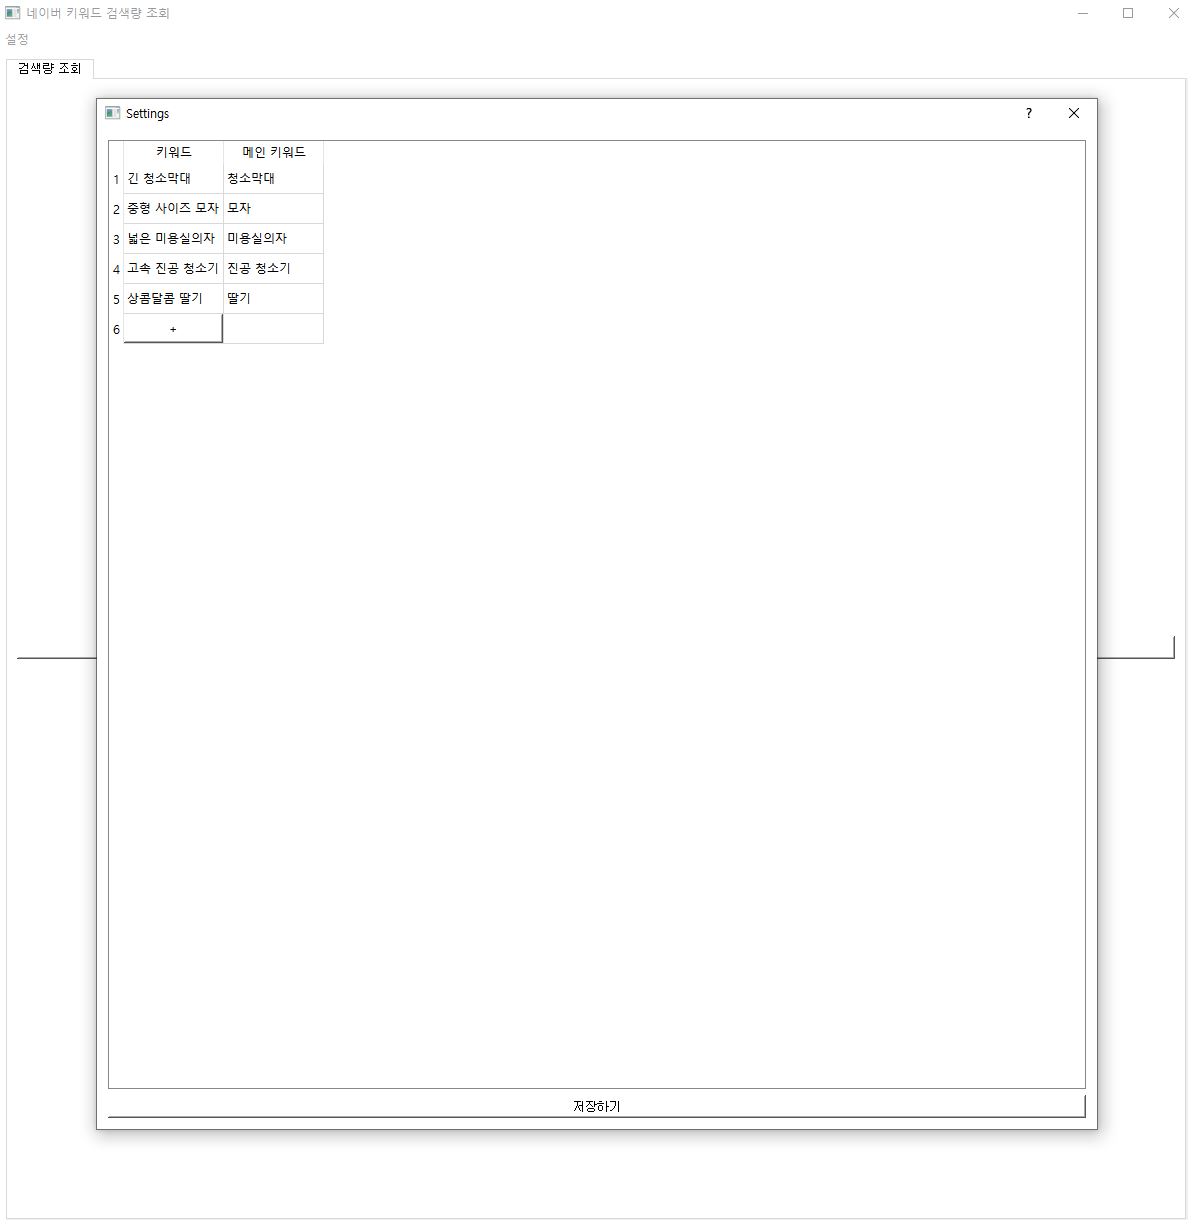 네이버 키워드 검색량 조회
설정
검색량 조회
Settings
?
키워드 메인 키워드
1 긴 청소막대 청소막대
2 중형 사이즈 모자 모자
3 넓은 미용실의자 미용실의자
4 고속 진공 청소기 진공 청소기
5 상콤달콤 딸기 딸기
6 +
저장하기